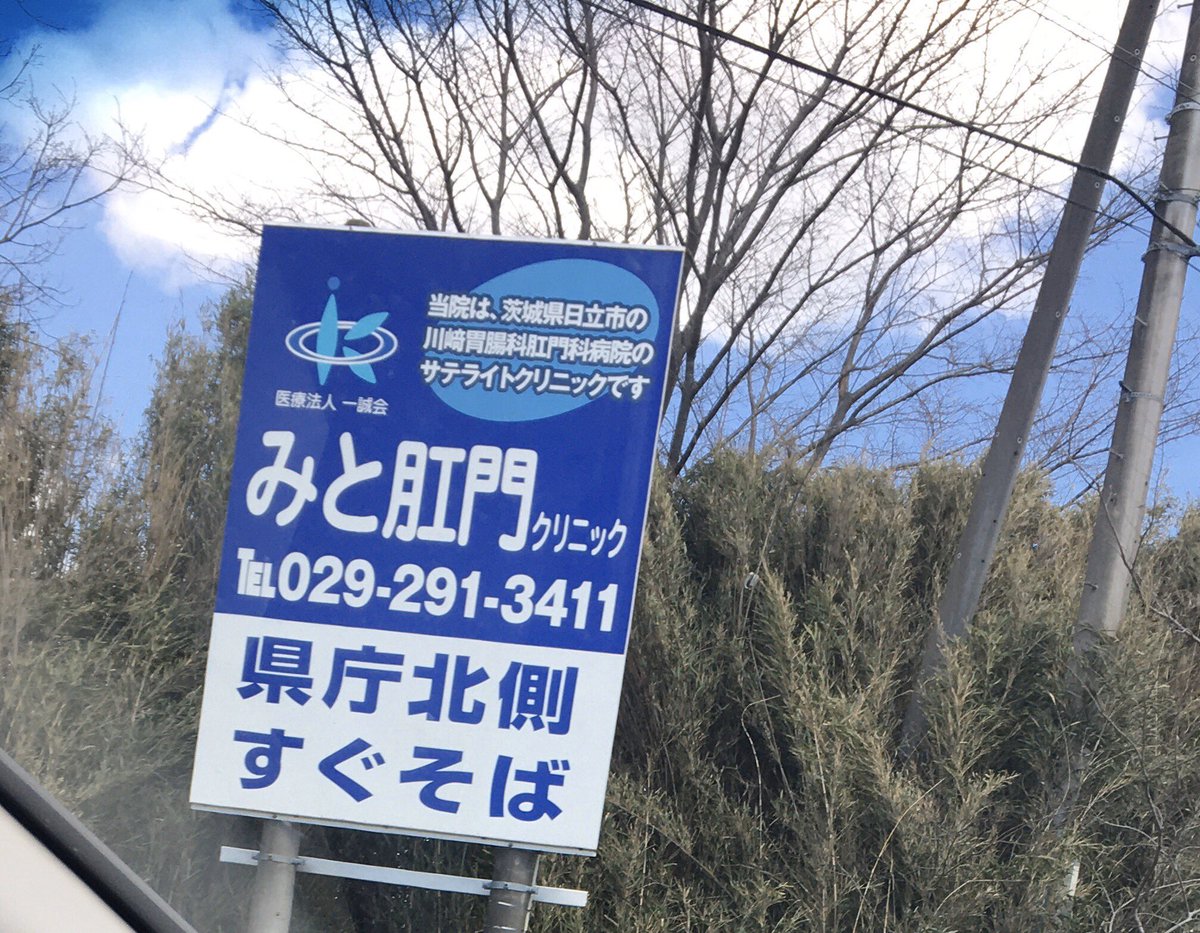 当院は、茨城県日立市の
川﨑胃腸科肛門科病院の
サテライトクリニックです
医療法人 一誠会
みと肛門クリニック
TEL029-291-3411
県庁北側
すぐそば